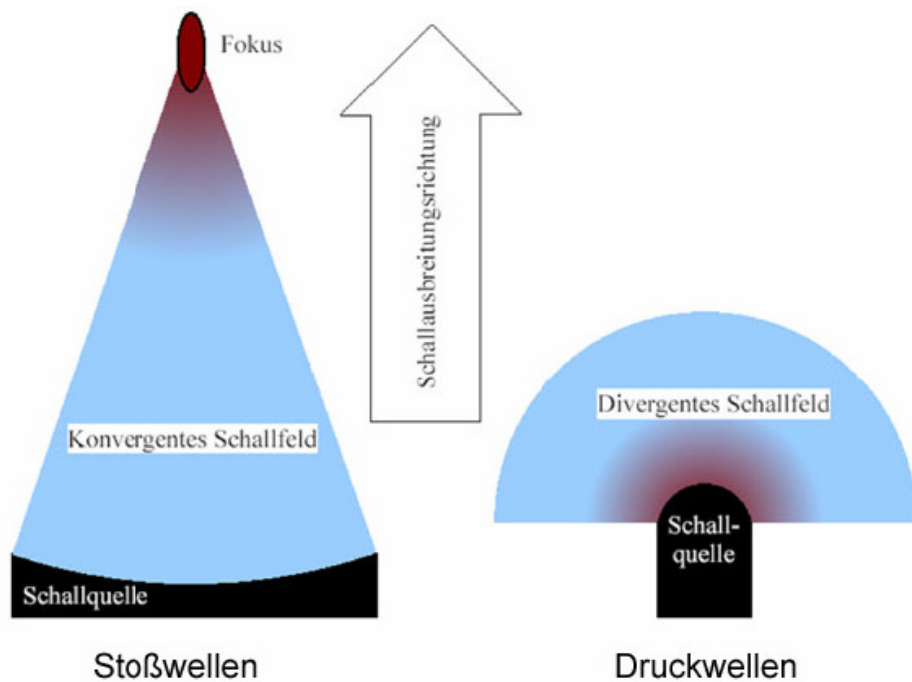 Fokus
Schallausbreitungsrichtung
Konvergentes Schallfeld
Divergentes Schallfeld
Schallquelle
Schall-
quelle
Stoßwellen
Druckwellen